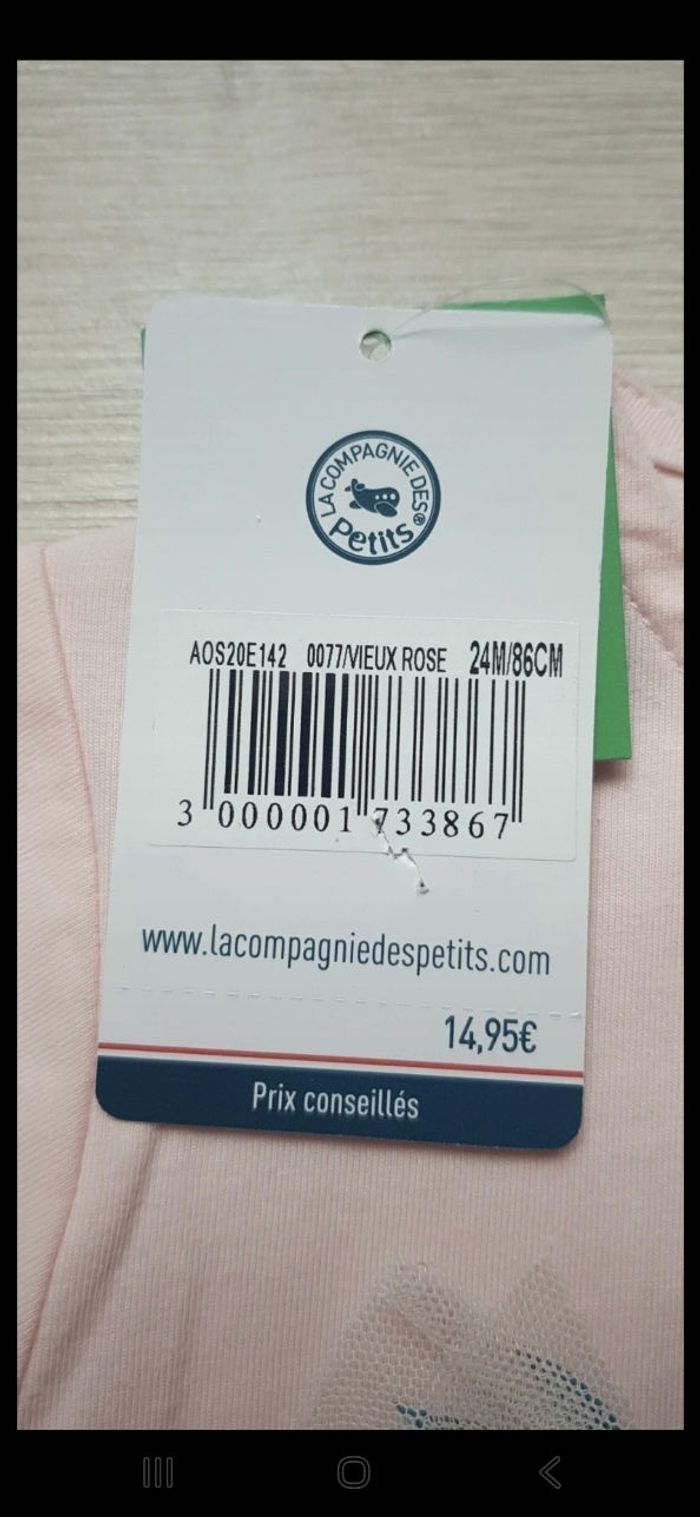 LA COMPAGNIE DES®
Petits
AOS20E142 0077/VIEUX ROSE 24M/86CM
3 000001 733867
www.lacompagniedespetits.com
14,95€
Prix conseillés